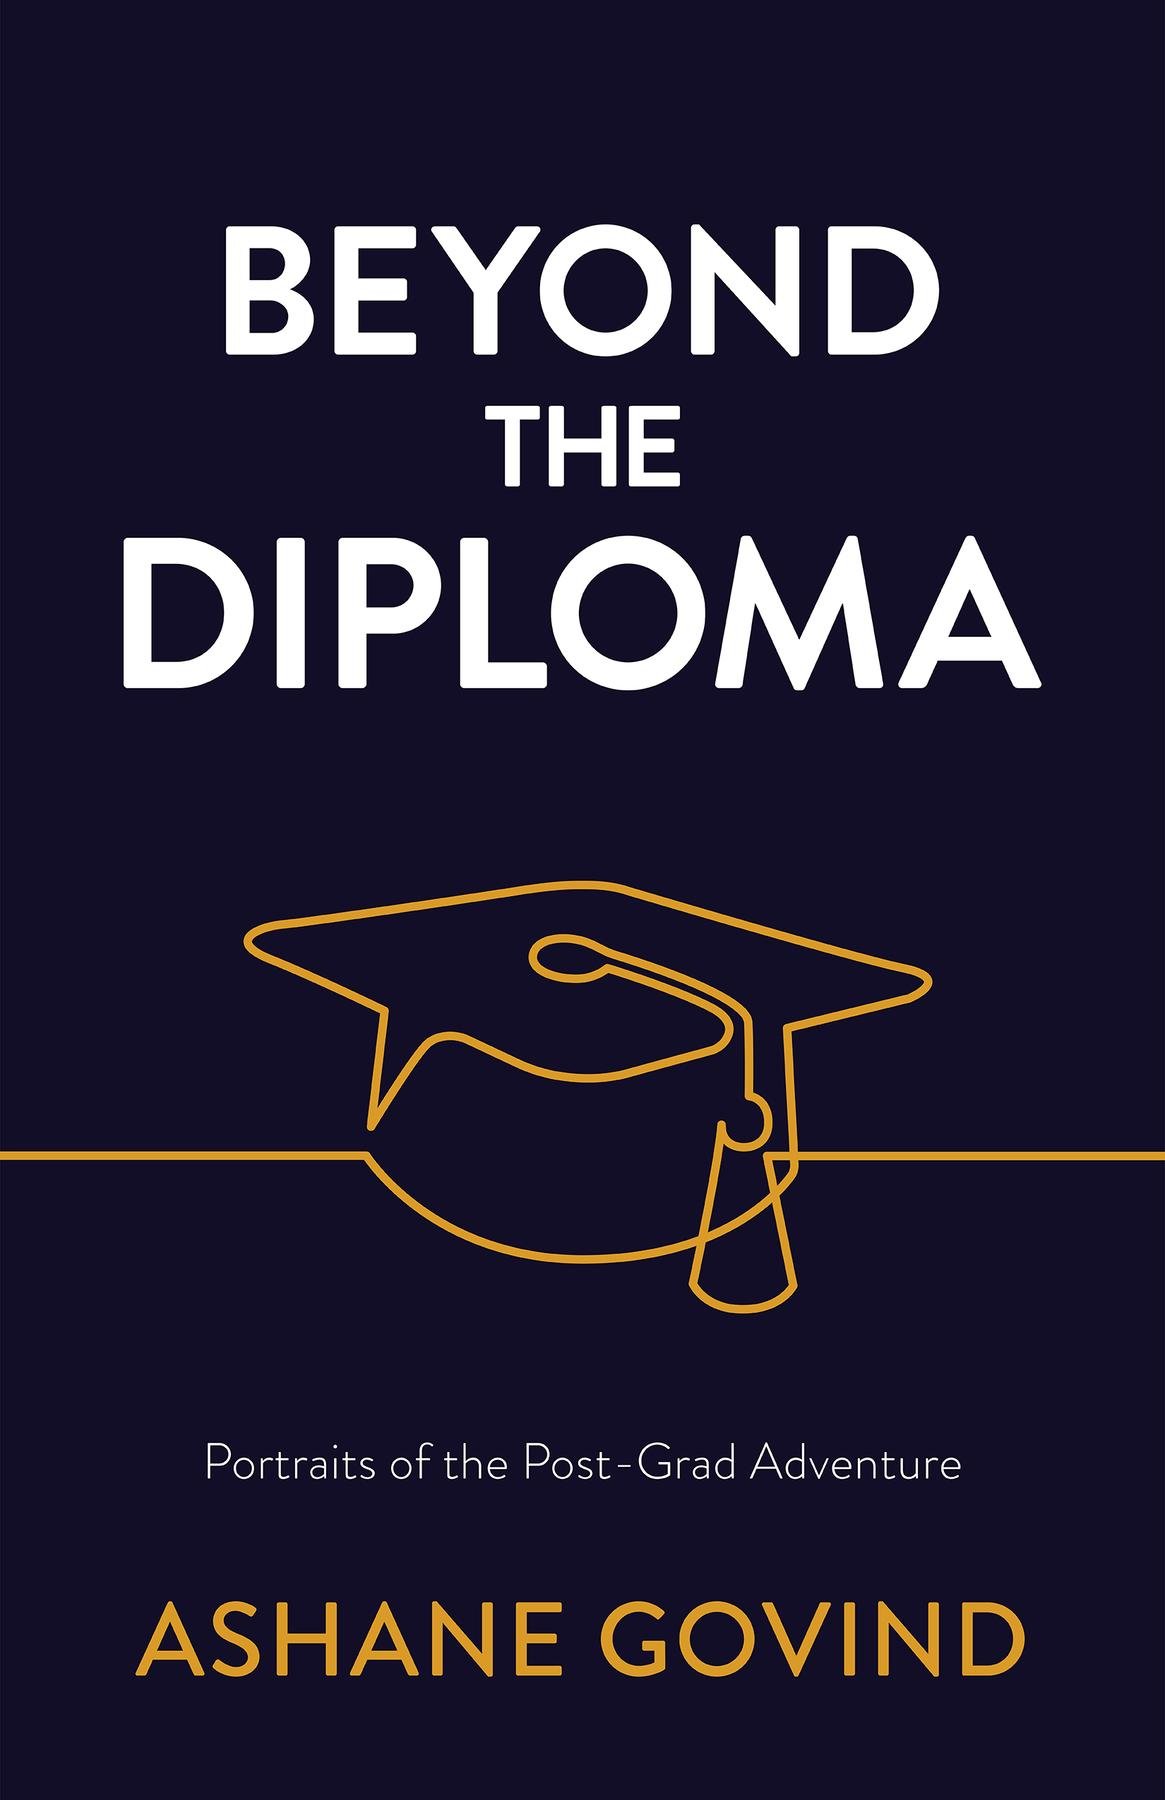 BEYOND
THE
DIPLOMA
Portraits of the Post-Grad Adventure
ASHANE GOVIND